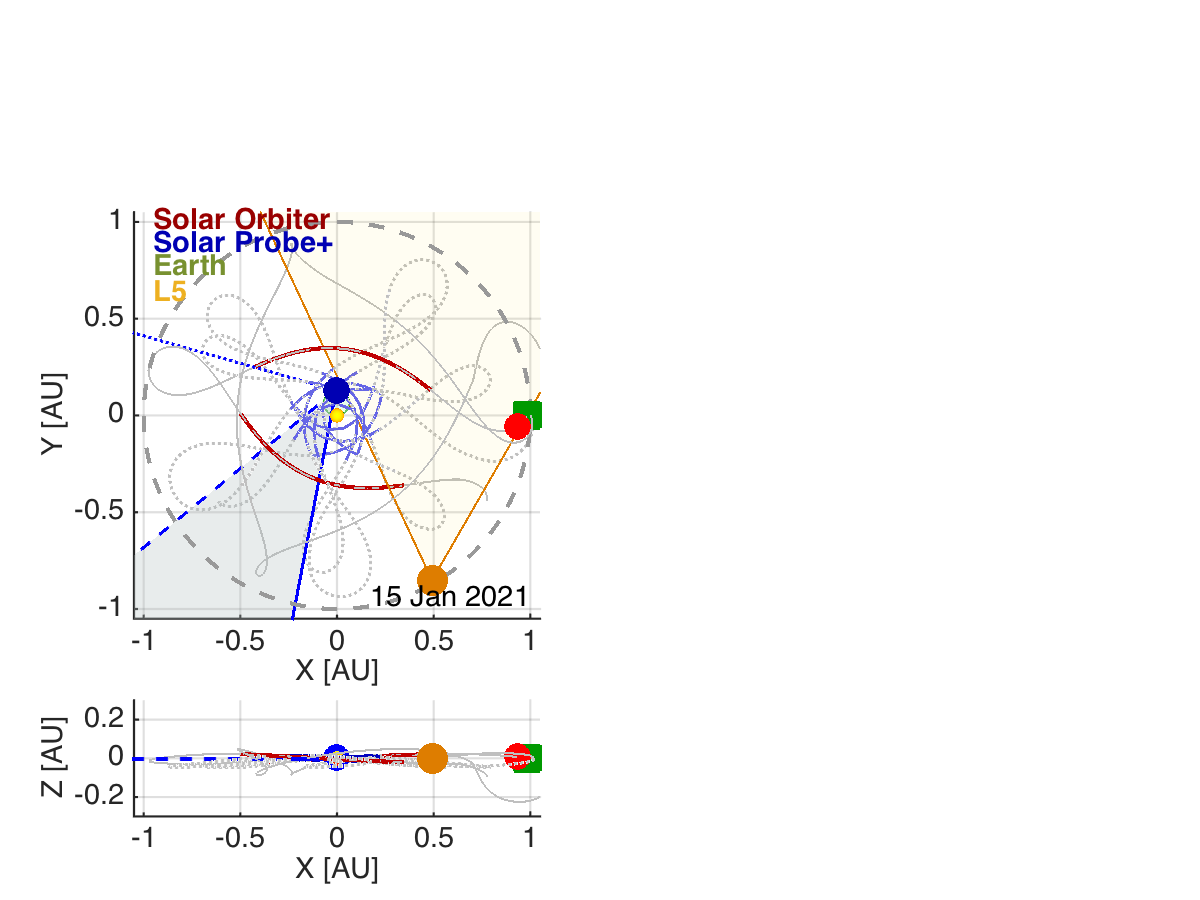 Solar Orbiter
Solar Probe+
Earth
L5
1
0.5
0
-0.5
-1
Y [AU]
15 Jan 2021
-1 -0.5 0 0.5 1
X [AU]
0.2
0
-0.2
Z [AU]
-1 -0.5 0 0.5 1
X [AU]